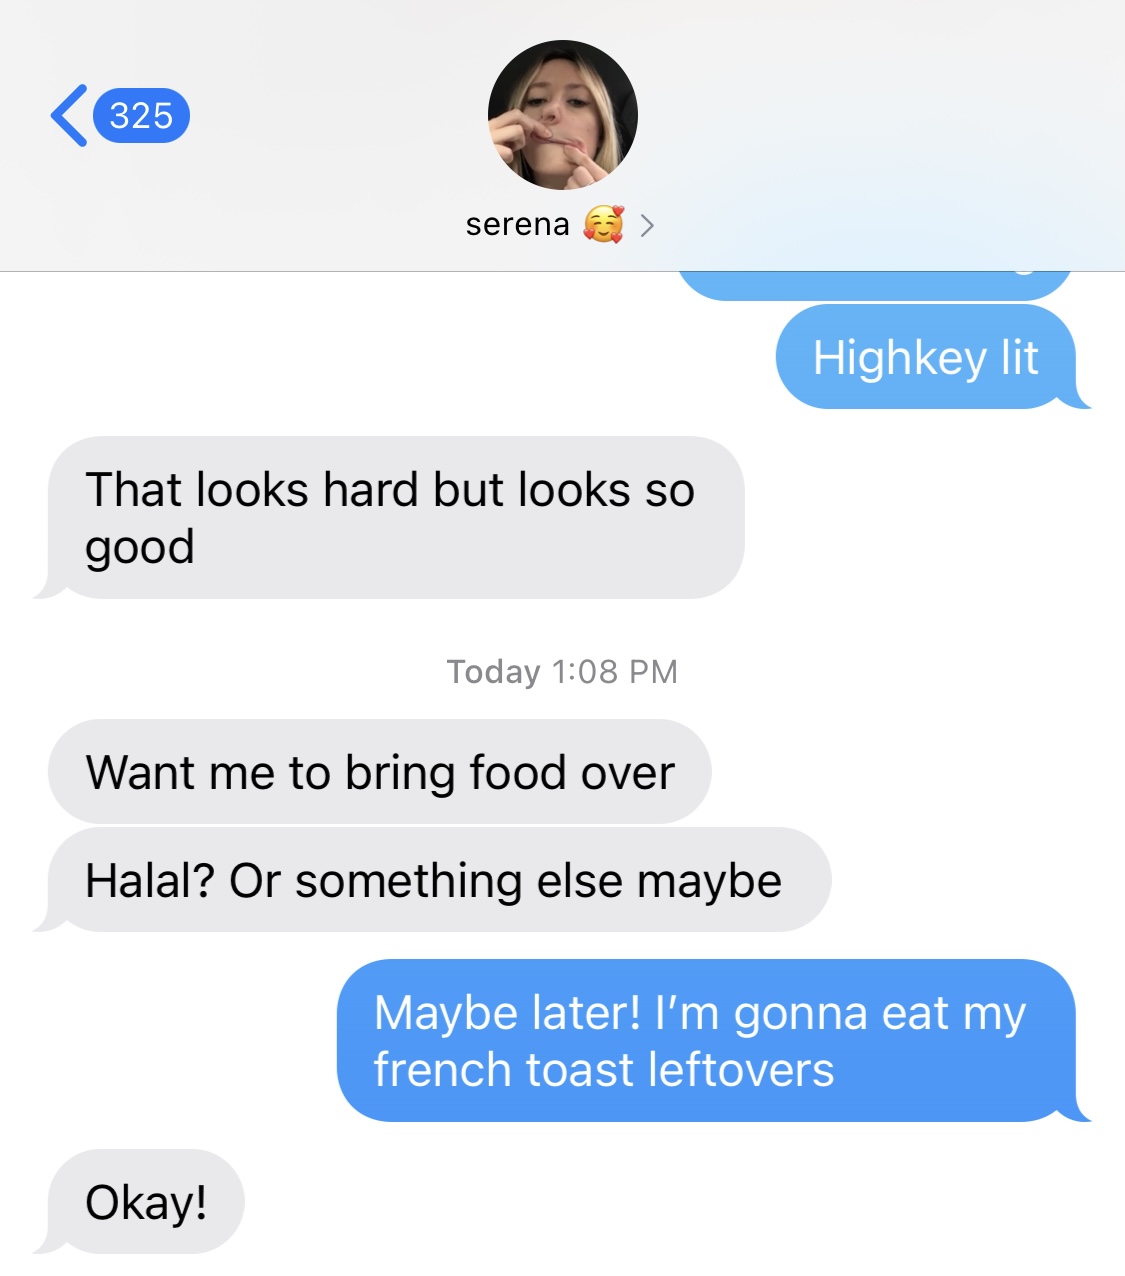 325
serena 🥰
Highkey lit
That looks hard but looks so
good
Today 1:08 PM
Want me to bring food over
Halal? Or something else maybe
Maybe later! I’m gonna eat my
french toast leftovers
Okay!